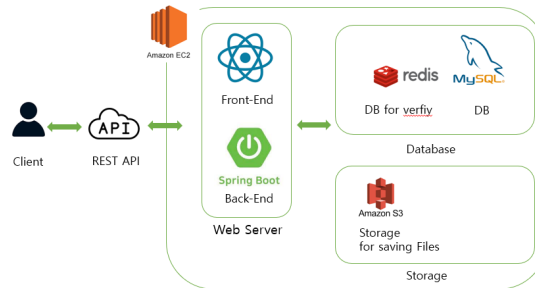 Amazon EC2
Front-End
Spring Boot
Back-End
Web Server
Client
API
REST API
redis
MySQL
DB for verfiy
DB
Database
Amazon S3
Storage
for saving Files
Storage